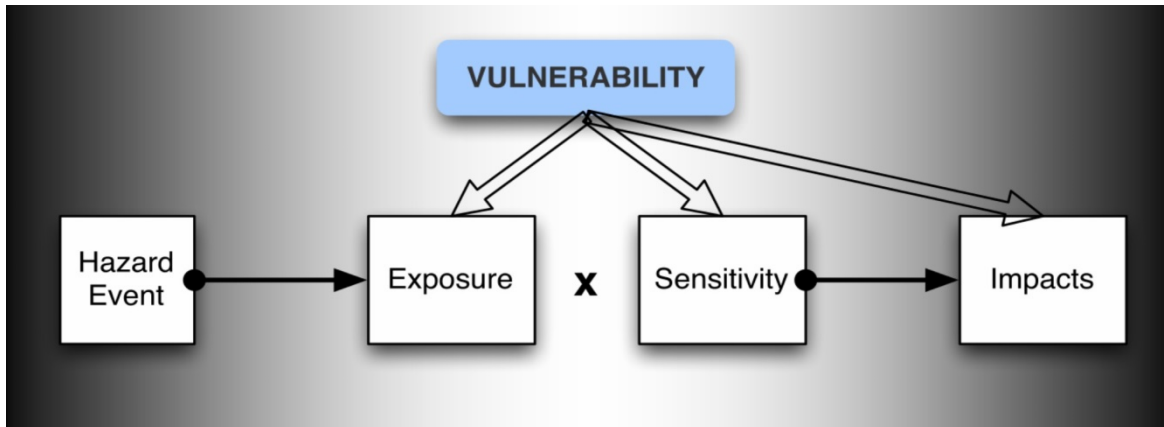 VULNERABILITY
Hazard
Event
Exposure
x
Sensitivity
Impacts